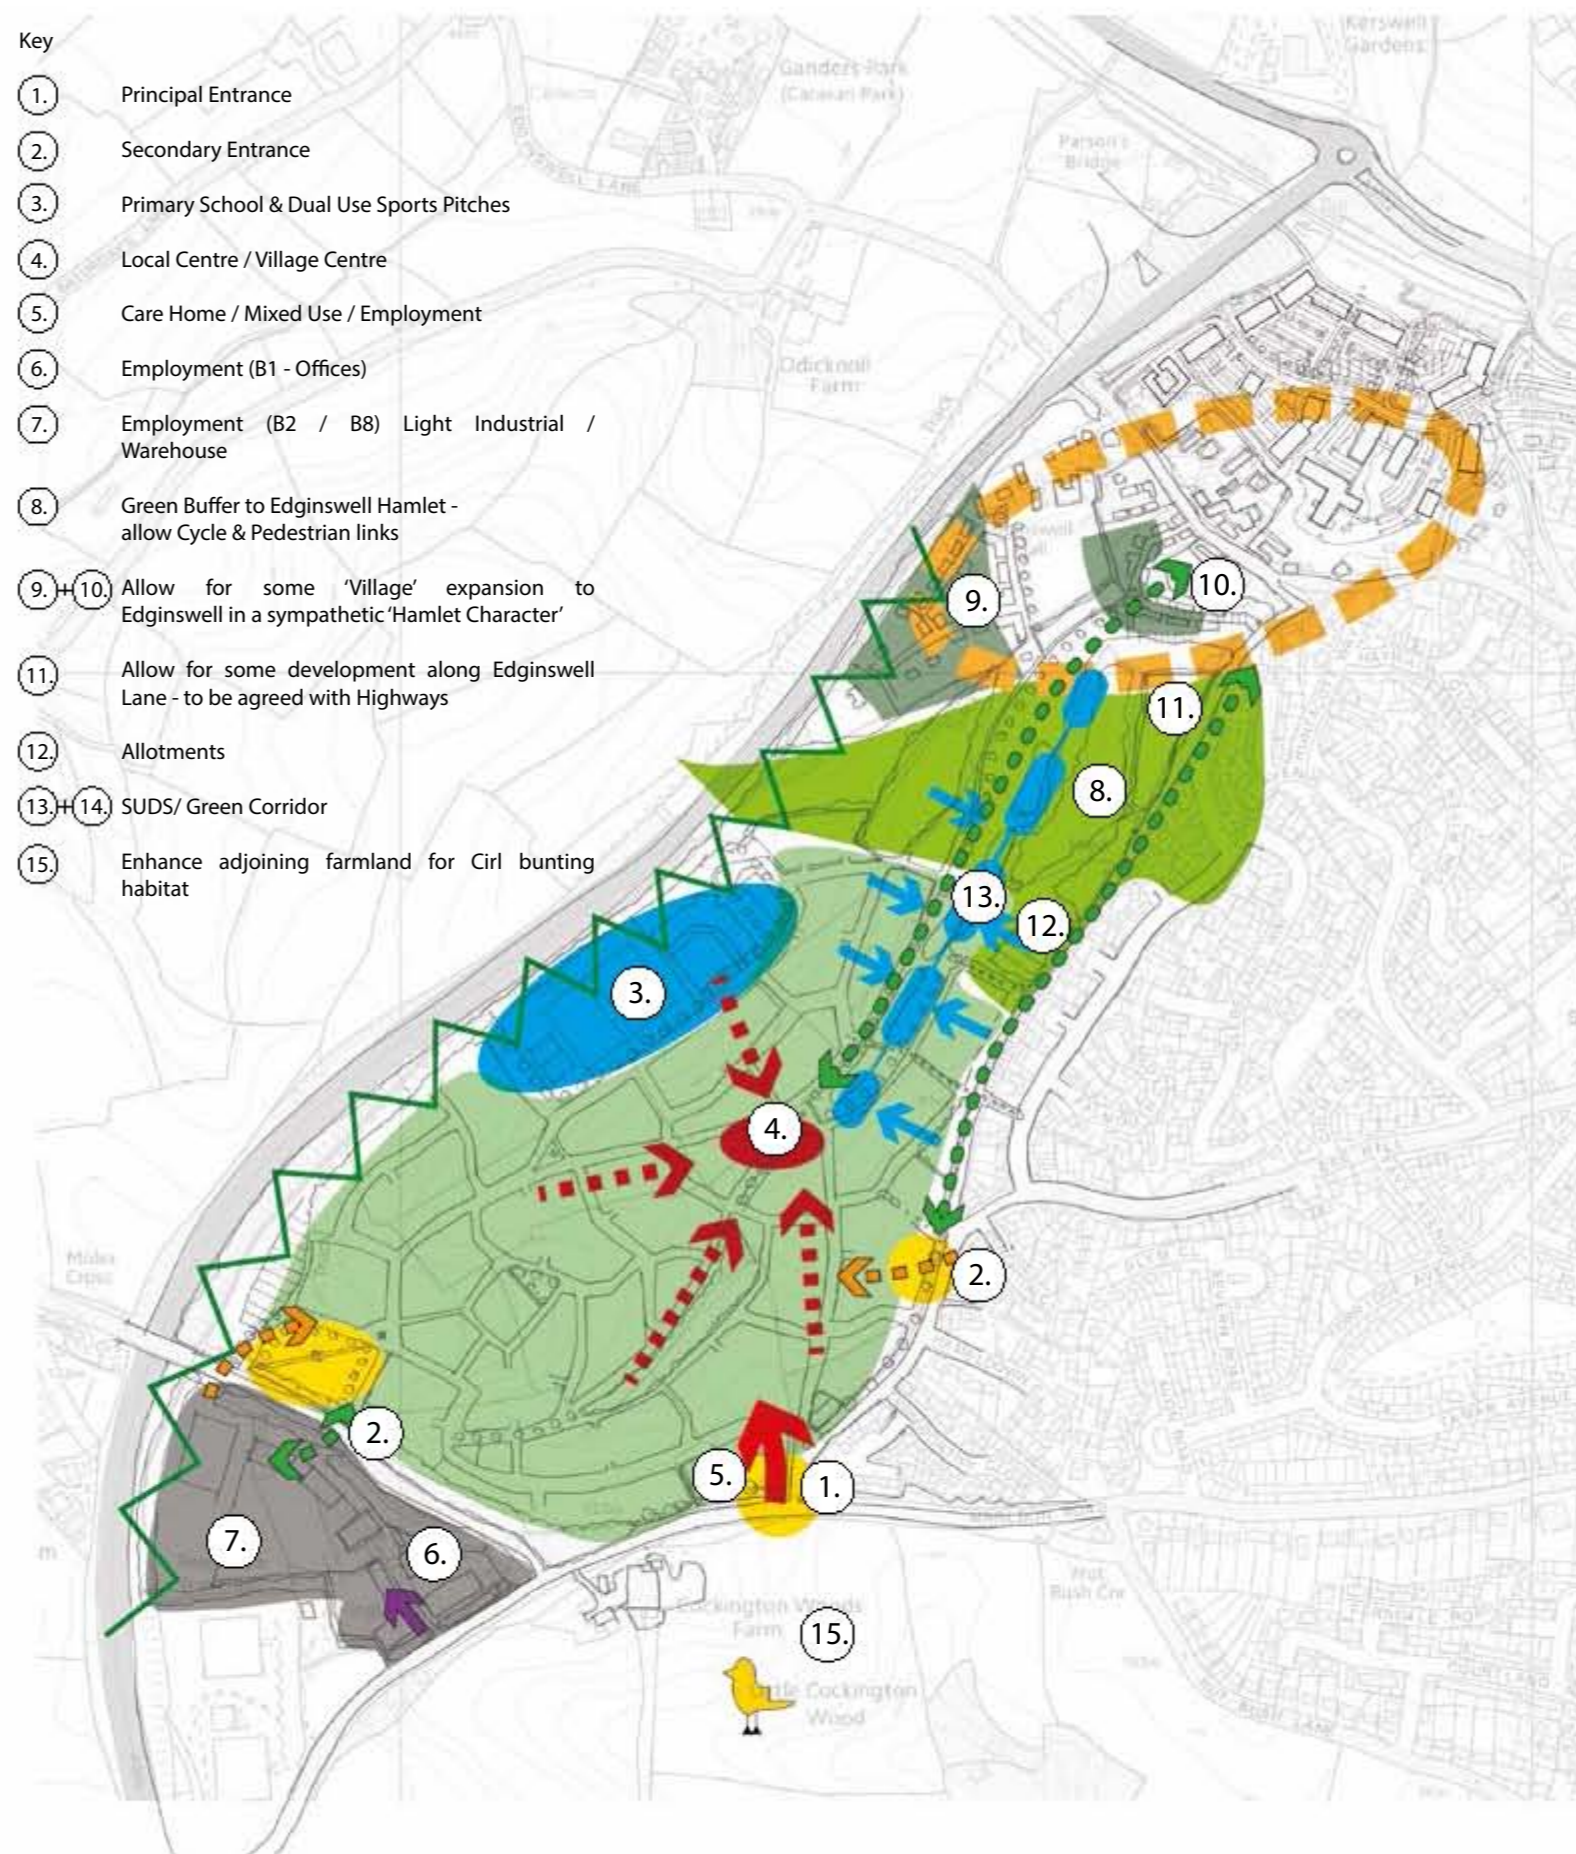 Key
1. Principal Entrance
2. Secondary Entrance
3. Primary School & Dual Use Sports Pitches
4. Local Centre / Village Centre
5. Care Home / Mixed Use / Employment
6. Employment (B1 - Offices)
7. Employment (B2 / B8) Light Industrial /
Warehouse
8. Green Buffer to Edginswell Hamlet -
allow Cycle & Pedestrian links
9.+10. Allow for some ‘Village’ expansion to
Edginswell in a sympathetic ‘Hamlet Character’
11. Allow for some development along Edginswell
Lane - to be agreed with Highways
12. Allotments
13.+14. SUDS/ Green Corridor
15. Enhance adjoining farmland for Cirl bunting
habitat
Kerswell
Gardens
Ganders Park
(Caravan Park)
Parson's
Bridge
LANE
Odicknoll
Farm
10.
9.
11.
8.
13.
12.
3.
4.
2.
2.
5.
1.
7.
6.
Cockington Woods
Farm
15.
Little Cockington
Wood